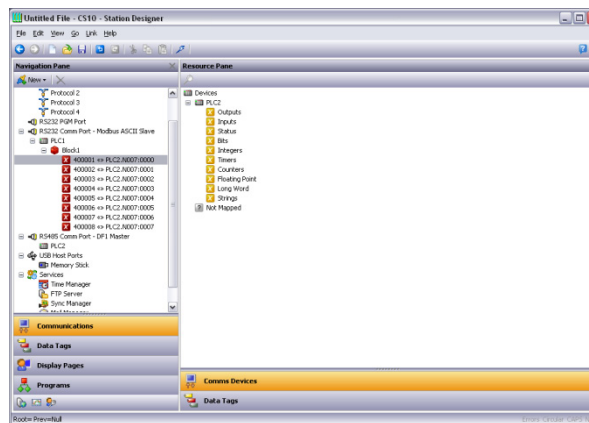 Untitled File - CS10 - Station Designer
File Edit View Go Link Help
Navigation Pane
Resource Pane
New
Protocol 2
Protocol 3
Protocol 4
RS232 PGM Port
RS232 Comm Port - Modbus ASCII Slave
PLC1
Block1
400001 <=> PLC2.N007:0000
400002 <=> PLC2.N007:0001
400003 <=> PLC2.N007:0002
400004 <=> PLC2.N007:0003
400005 <=> PLC2.N007:0004
400006 <=> PLC2.N007:0005
400007 <=> PLC2.N007:0006
400008 <=> PLC2.N007:0007
RS485 Comm Port - DF1 Master
PLC2
USB Host Ports
Memory Stick
Services
Time Manager
FTP Server
Sync Manager
Mail Manager
Devices
PLC2
Outputs
Inputs
Status
Bits
Integers
Timers
Counters
Floating Point
Long Word
Strings
Not Mapped
Communications
Data Tags
Display Pages
Programs
Comms Devices
Data Tags
Root= Prev=Null
Errors Circular CAPS